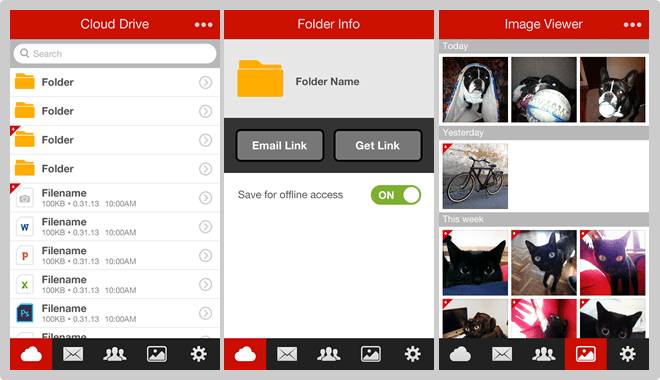 Cloud Drive
Search
Folder
Folder
Folder
Folder
Filename
100KB • 0.31.13 10:00AM
Filename
100KB • 0.31.13 10:00AM
W
Filename
100KB • 0.31.13 10:00AM
P
Filename
100KB • 0.31.13 10:00AM
X
Filename
100KB • 0.31.13 10:00AM
Ps
Filename
Folder Info
Folder Name
Email Link
Get Link
Save for offline access
ON
Image Viewer
Today
Yesterday
This week